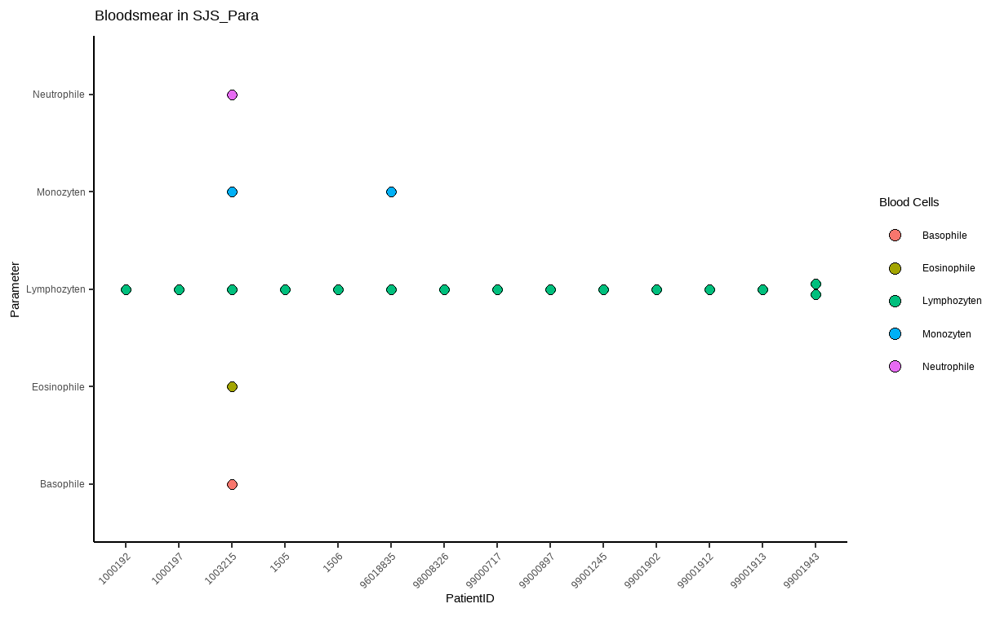 Bloodsmear in SJS_Para
Neutrophile
Monozyten
Lymphozyten
Eosinophile
Basophile
Parameter
1000192
1000197
1003215
1505
1506
96018835
98008326
99000717
99000897
99001245
99001902
99001912
99001913
99001943
PatientID
Blood Cells
Basophile
Eosinophile
Lymphozyten
Monozyten
Neutrophile